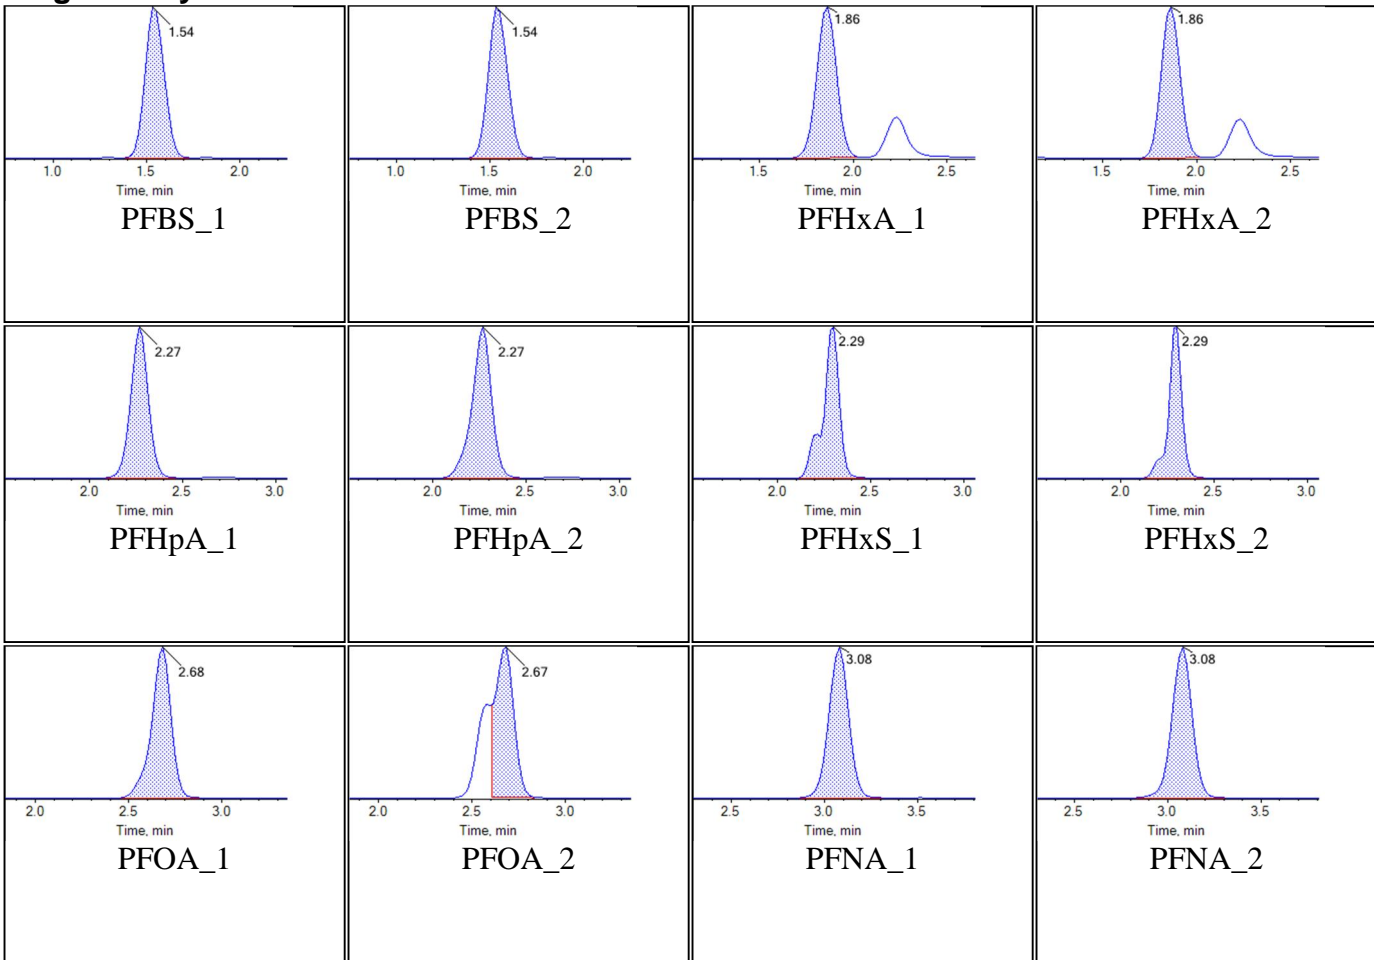 1.54
1.0 1.5 2.0
Time, min
PFBS_1
1.54
1.0 1.5 2.0
Time, min
PFBS_2
1.86
1.5 2.0 2.5
Time, min
PFHxA_1
1.86
1.5 2.0 2.5
Time, min
PFHxA_2
2.27
2.0 2.5 3.0
Time, min
PFHpA_1
2.27
2.0 2.5 3.0
Time, min
PFHpA_2
2.29
2.0 2.5 3.0
Time, min
PFHxS_1
2.29
2.0 2.5 3.0
Time, min
PFHxS_2
2.68
2.0 2.5 3.0
Time, min
PFOA_1
2.67
2.0 2.5 3.0
Time, min
PFOA_2
3.08
2.5 3.0 3.5
Time, min
PFNA_1
3.08
2.5 3.0 3.5
Time, min
PFNA_2